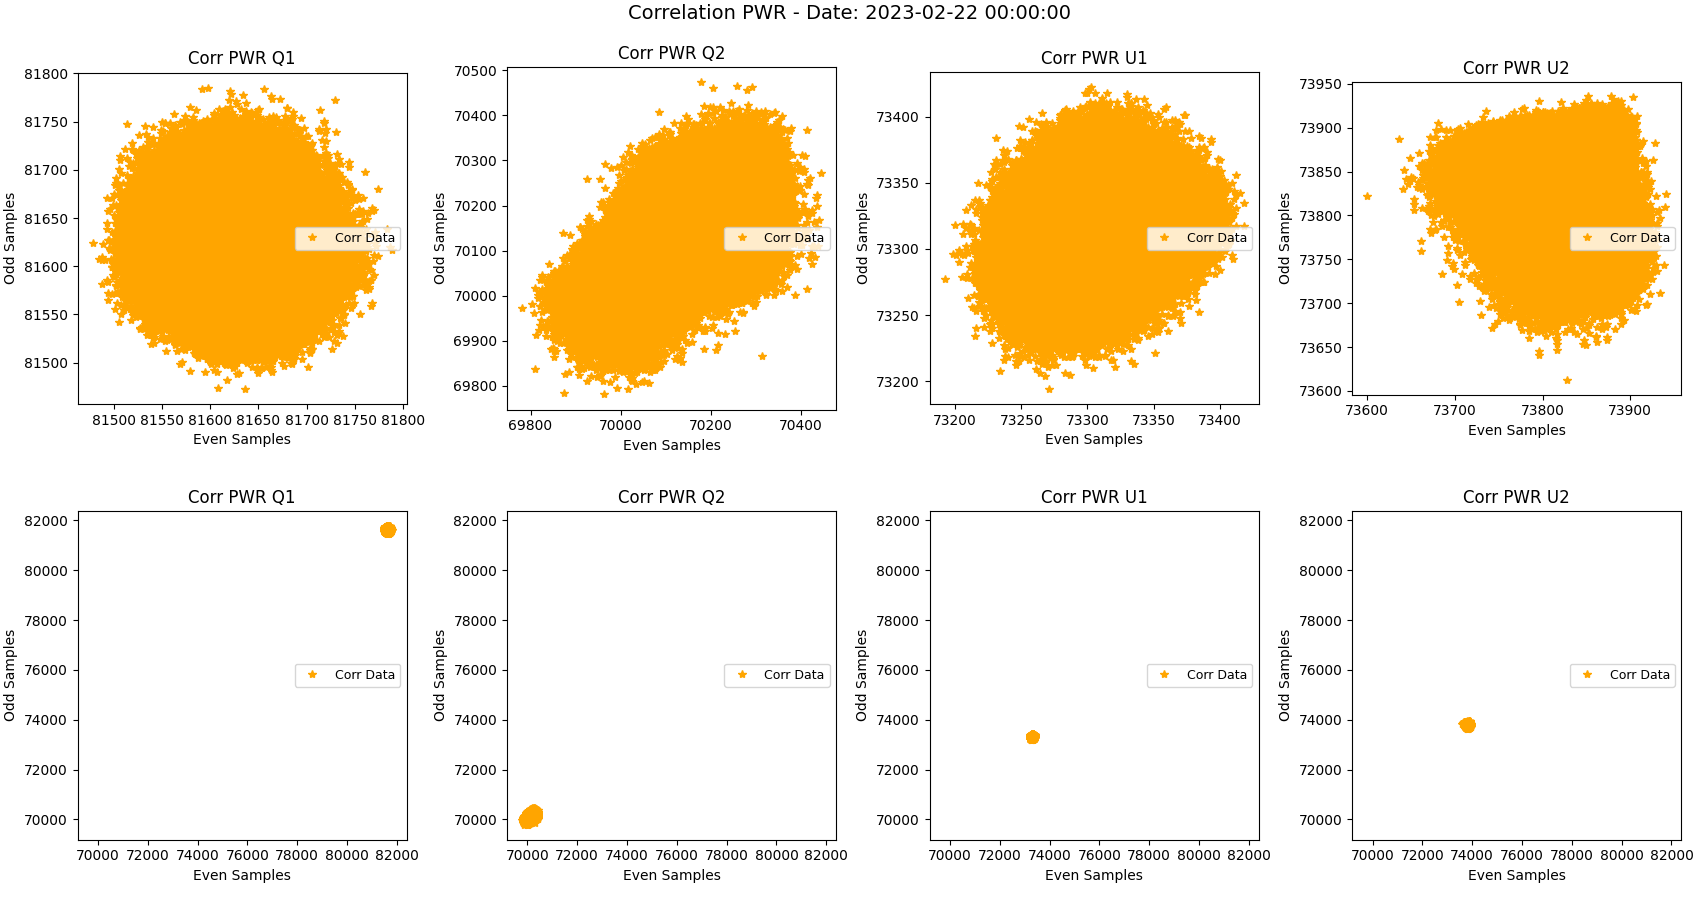 Correlation PWR - Date: 2023-02-22 00:00:00
Corr PWR Q1
Corr PWR Q2
Corr PWR U1
Corr PWR U2
Odd Samples
81800
81750
81700
81650
81600
81550
81500
Corr Data
81500 81550 81600 81650 81700 81750 81800
Even Samples
Odd Samples
70500
70400
70300
70200
70100
70000
69900
69800
Corr Data
69800 70000 70200 70400
Even Samples
Odd Samples
73400
73350
73300
73250
73200
Corr Data
73200 73250 73300 73350 73400
Even Samples
Odd Samples
73950
73900
73850
73800
73750
73700
73650
73600
Corr Data
73600 73700 73800 73900
Even Samples
Corr PWR Q1
Corr PWR Q2
Corr PWR U1
Corr PWR U2
Odd Samples
82000
80000
78000
76000
74000
72000
70000
Corr Data
70000 72000 74000 76000 78000 80000 82000
Even Samples
Odd Samples
82000
80000
78000
76000
74000
72000
70000
Corr Data
70000 72000 74000 76000 78000 80000 82000
Even Samples
Odd Samples
82000
80000
78000
76000
74000
72000
70000
Corr Data
70000 72000 74000 76000 78000 80000 82000
Even Samples
Odd Samples
82000
80000
78000
76000
74000
72000
70000
Corr Data
70000 72000 74000 76000 78000 80000 82000
Even Samples